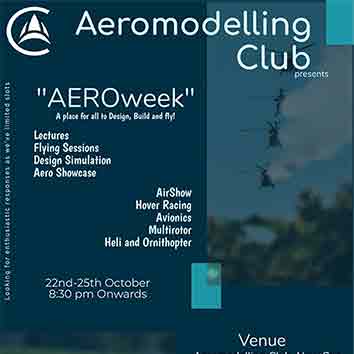 Aeromodelling
Club
presents
"AEROweek"
A place for all to Design, Build and fly!
Lectures
Flying Sessions
Design Simulation
Aero Showcase
AirShow
Hover Racing
Avionics
Multirotor
Heli and Ornithopter
22nd-25th October
8:30 pm Onwards
Looking for enthusiastic responses as we've limited slots
Venue